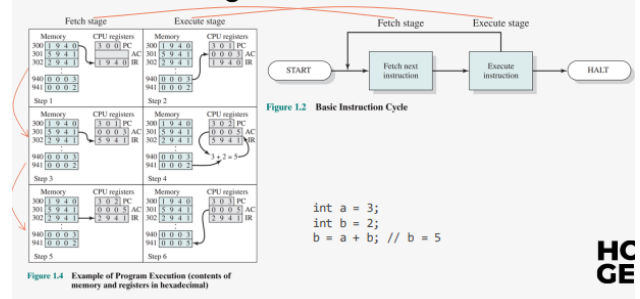 Fetch stage
Execute stage
Memory
CPU registers
300 1 9 4 0
3 0 0 PC
301 5 9 4 1
AC
302 2 9 4 1
1 9 4 0 IR
940 0 0 0 3
941 0 0 0 2
Step 1
Memory
CPU registers
300 1 9 4 0
3 0 1 PC
301 5 9 4 1
0 0 0 3 AC
302 2 9 4 1
1 9 4 0 IR
940 0 0 0 3
941 0 0 0 2
Step 2
Memory
CPU registers
300 1 9 4 0
3 0 1 PC
301 5 9 4 1
0 0 0 3 AC
302 2 9 4 1
5 9 4 1 IR
940 0 0 0 3
941 0 0 0 2
Step 3
Memory
CPU registers
300 1 9 4 0
3 0 2 PC
301 5 9 4 1
0 0 0 5 AC
302 2 9 4 1
5 9 4 1 IR
940 0 0 0 3
941 0 0 0 2
3 + 2 = 5
Step 4
Memory
CPU registers
300 1 9 4 0
3 0 2 PC
301 5 9 4 1
0 0 0 5 AC
302 2 9 4 1
2 9 4 1 IR
940 0 0 0 3
941 0 0 0 2
Step 5
Memory
CPU registers
300 1 9 4 0
3 0 3 PC
301 5 9 4 1
0 0 0 5 AC
302 2 9 4 1
2 9 4 1 IR
940 0 0 0 3
941 0 0 0 5
Step 6
Figure 1.4 Example of Program Execution (contents of
memory and registers in hexadecimal)
Fetch stage
Execute stage
START
Fetch next
instruction
Execute
instruction
HALT
Figure 1.2 Basic Instruction Cycle
int a = 3;
int b = 2;
b = a + b; // b = 5
HO
GE